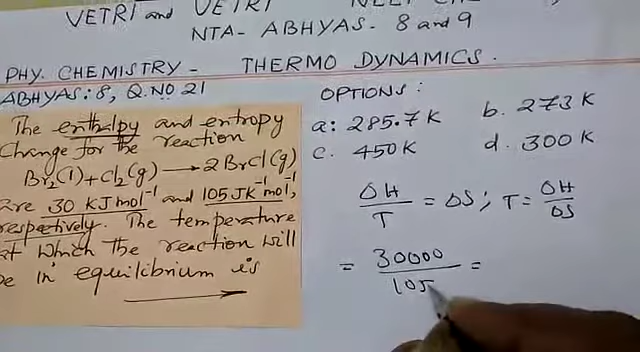 VETRI and VETRI NEET
NTA- ABHYAS- 8 and 9
PHY. CHEMISTRY - THERMO DYNAMICS.
ABHYAS: 8, Q.NO 21
The enthalpy and entropy
Change for the reaction
Br₂(l) + Cl₂(g) → 2BrCl(g)
are 30 kJ mol⁻¹ and 105 JK⁻¹mol⁻¹,
respectively. The temperature
at which the reaction will
be in equilibrium is
OPTIONS:
a: 285.7 K b. 273 K
c. 450 K d. 300 K
ΔH/T = ΔS; T = ΔH/ΔS
= 30000/105 =